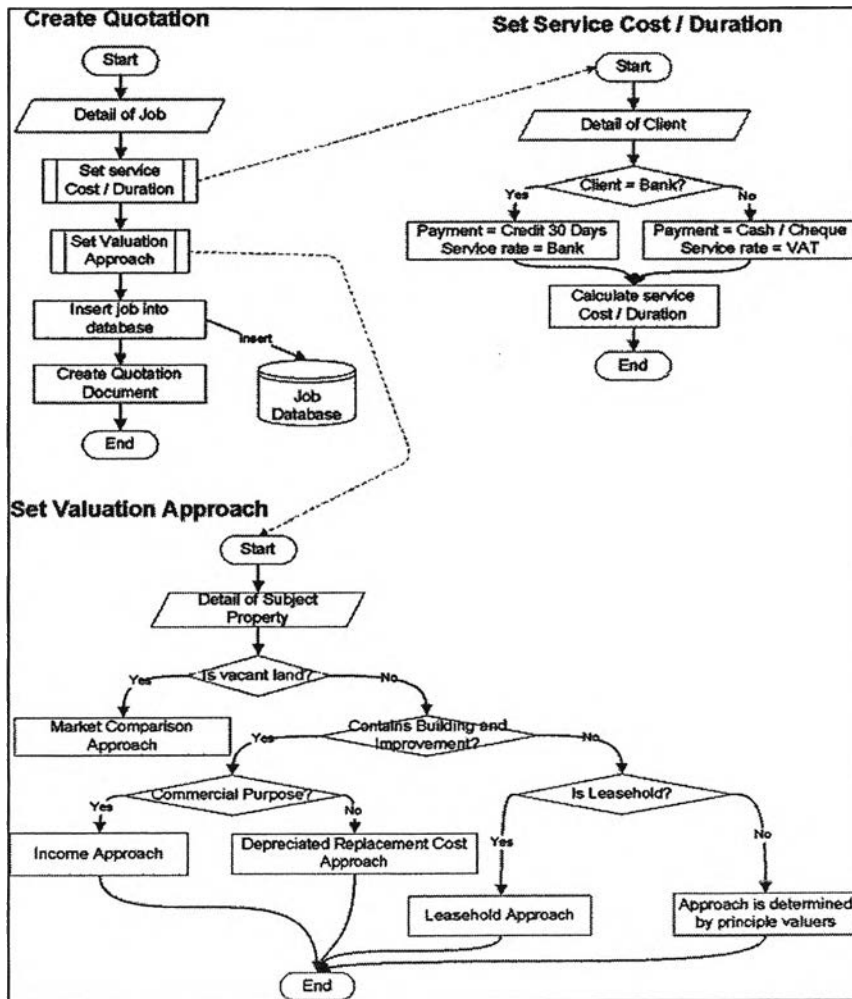 Create Quotation
Start
Detail of Job
Set service
Cost / Duration
Set Valuation
Approach
Insert job into
database
Insert
Job
Database
Create Quotation
Document
End
Set Service Cost / Duration
Start
Detail of Client
Client = Bank?
Yes
No
Payment = Credit 30 Days
Service rate = Bank
Payment = Cash / Cheque
Service rate = VAT
Calculate service
Cost / Duration
End
Set Valuation Approach
Start
Detail of Subject
Property
Is vacant land?
Yes
No
Market Comparison
Approach
Contains Building and
Improvement?
Yes
No
Commercial Purpose?
Yes
No
Is Leasehold?
Yes
No
Income Approach
Depreciated Replacement Cost
Approach
Leasehold Approach
Approach is determined
by principle valuers
End